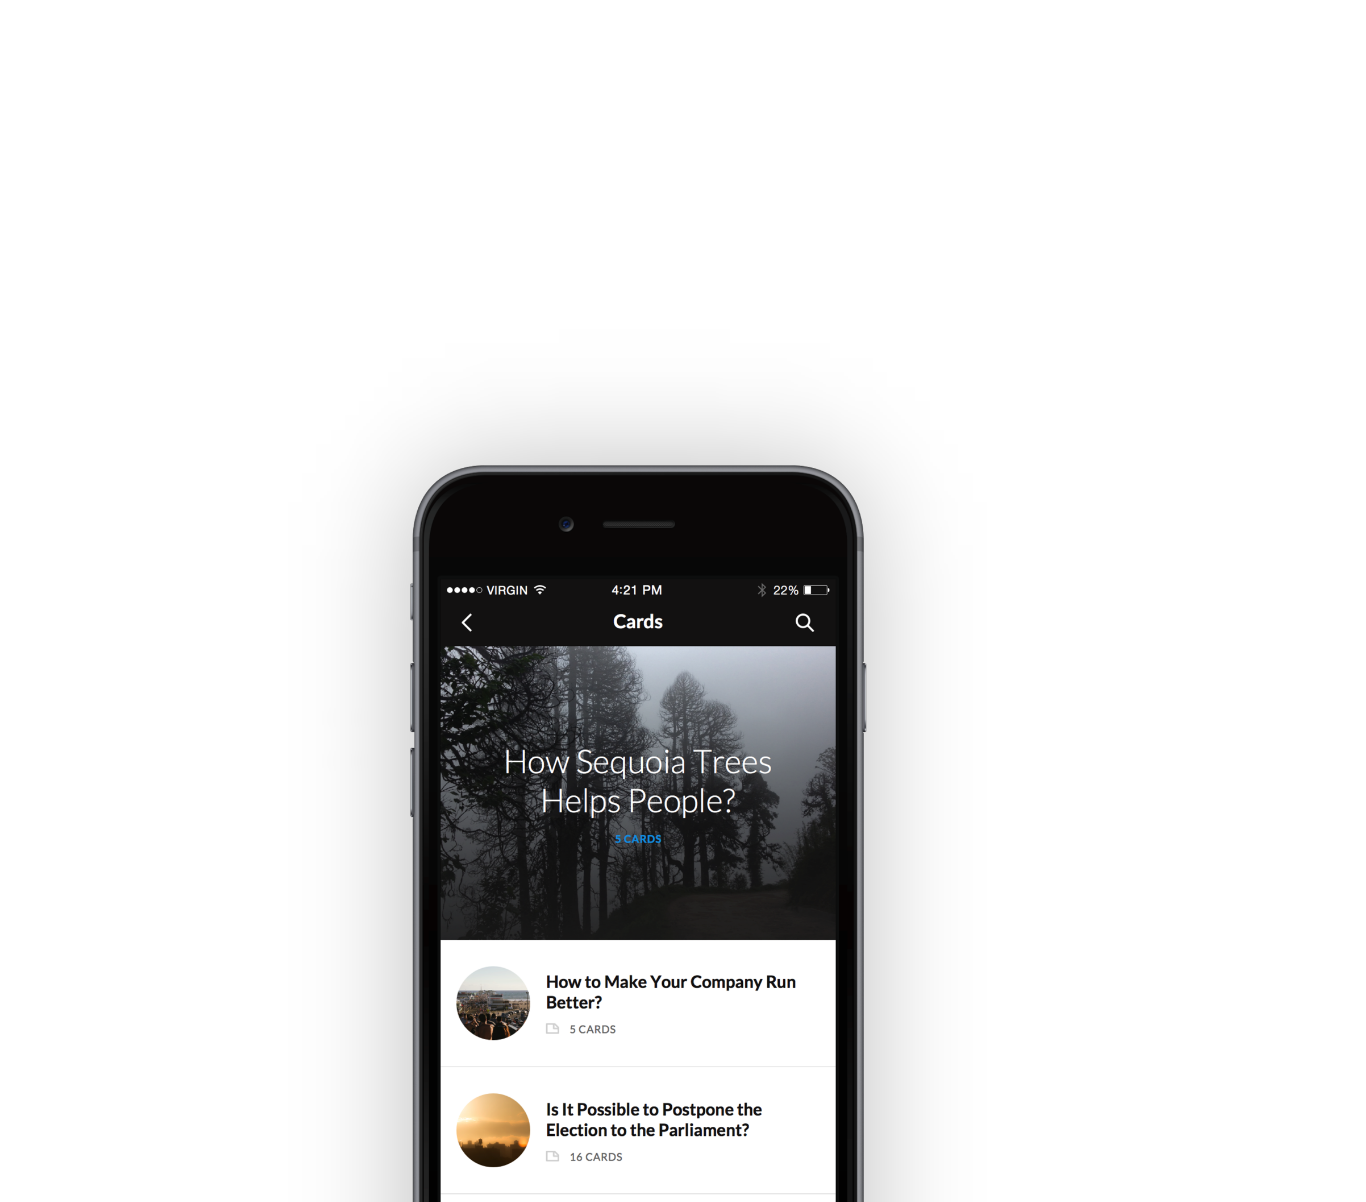 VIRGIN 4:21 PM 22%
Cards
How Sequoia Trees
Helps People?
5 CARDS
How to Make Your Company Run
Better?
5 CARDS
Is It Possible to Postpone the
Election to the Parliament?
16 CARDS